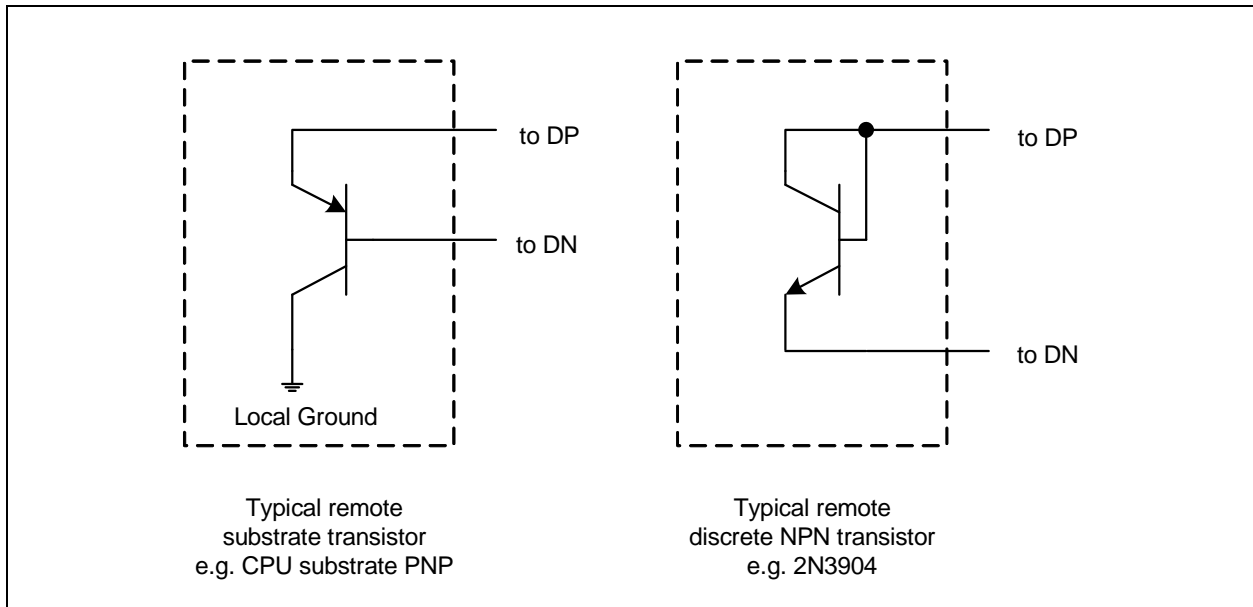 to DP
to DN
Local Ground
Typical remote
substrate transistor
e.g. CPU substrate PNP
to DP
to DN
Typical remote
discrete NPN transistor
e.g. 2N3904